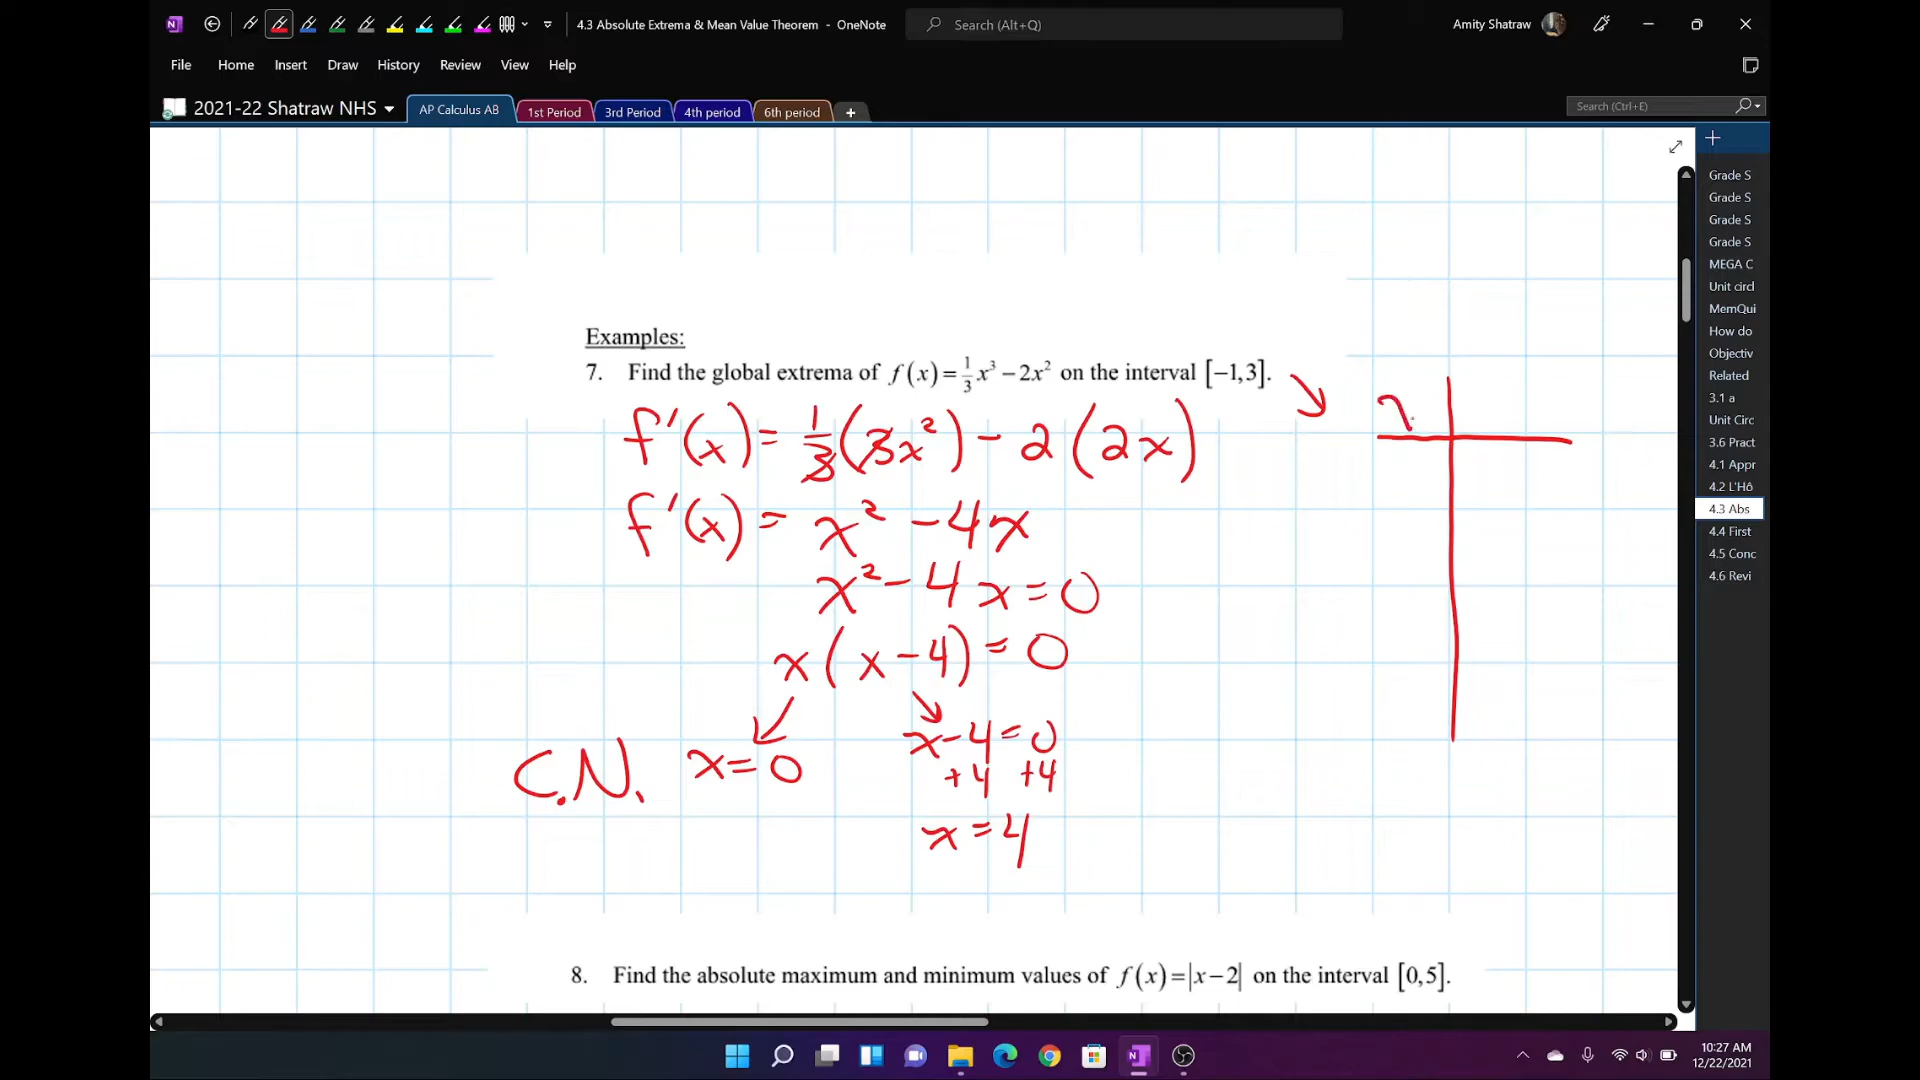 4.3 Absolute Extrema & Mean Value Theorem - OneNote
Search (Alt+Q)
Amity Shatraw
File Home Insert Draw History Review View Help
2021-22 Shatraw NHS
AP Calculus AB
1st Period
3rd Period
4th period
6th period
Search (Ctrl+E)
Examples:
7. Find the global extrema of f(x)=1/3x³−2x² on the interval [−1,3].
f'(x) = 1/3(3x²) − 2(2x)
f'(x) = x² − 4x
x² − 4x = 0
x(x − 4) = 0
x − 4 = 0
+4 +4
C.N. x = 0
x = 4
8. Find the absolute maximum and minimum values of f(x)=|x−2| on the interval [0,5].
Grade S
Grade S
Grade S
Grade S
MEGA C
Unit circl
MemQui
How do
Objectiv
Related
3.1 a
Unit Circ
3.6 Pract
4.1 Appr
4.2 L'Hô
4.3 Abs
4.4 First
4.5 Conc
4.6 Revi
10:27 AM
12/22/2021